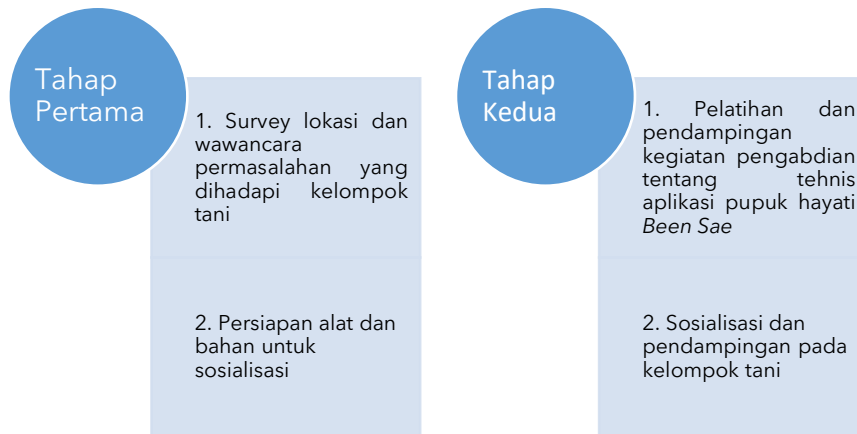 Tahap
Pertama
1. Survey lokasi dan
wawancara
permasalahan yang
dihadapi kelompok
tani
2. Persiapan alat dan
bahan untuk
sosialisasi
Tahap
Kedua
1. Pelatihan dan
pendampingan
kegiatan pengabdian
tentang tehnis
aplikasi pupuk hayati
Been Sae
2. Sosialisasi dan
pendampingan pada
kelompok tani